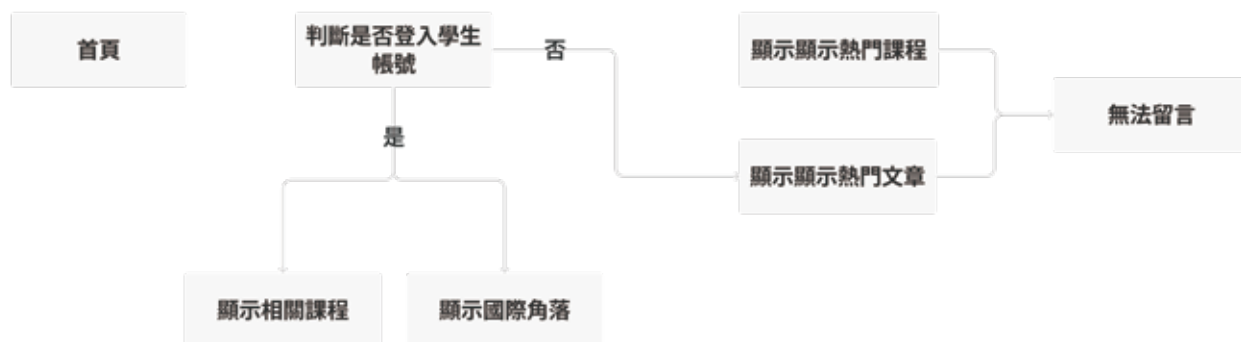 首頁
判斷是否登入學生
帳號
否
是
顯示顯示熱門課程
顯示顯示熱門文章
無法留言
顯示相關課程
顯示國際角落